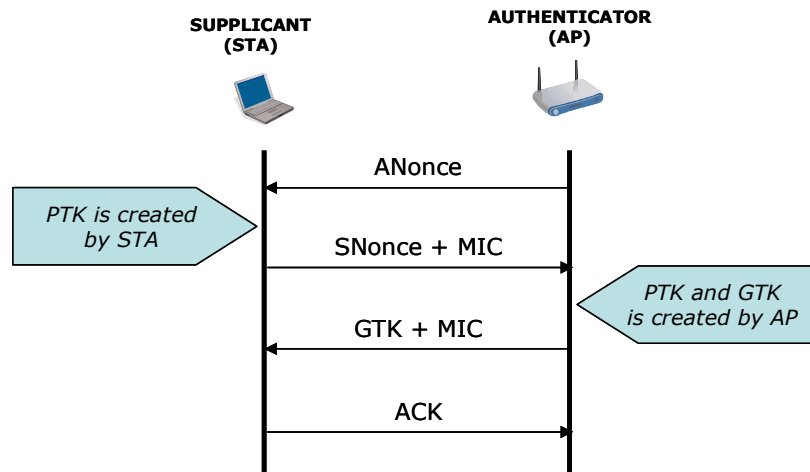 SUPPLICANT
(STA)
AUTHENTICATOR
(AP)
ANonce
PTK is created
by STA
SNonce + MIC
PTK and GTK
is created by AP
GTK + MIC
ACK